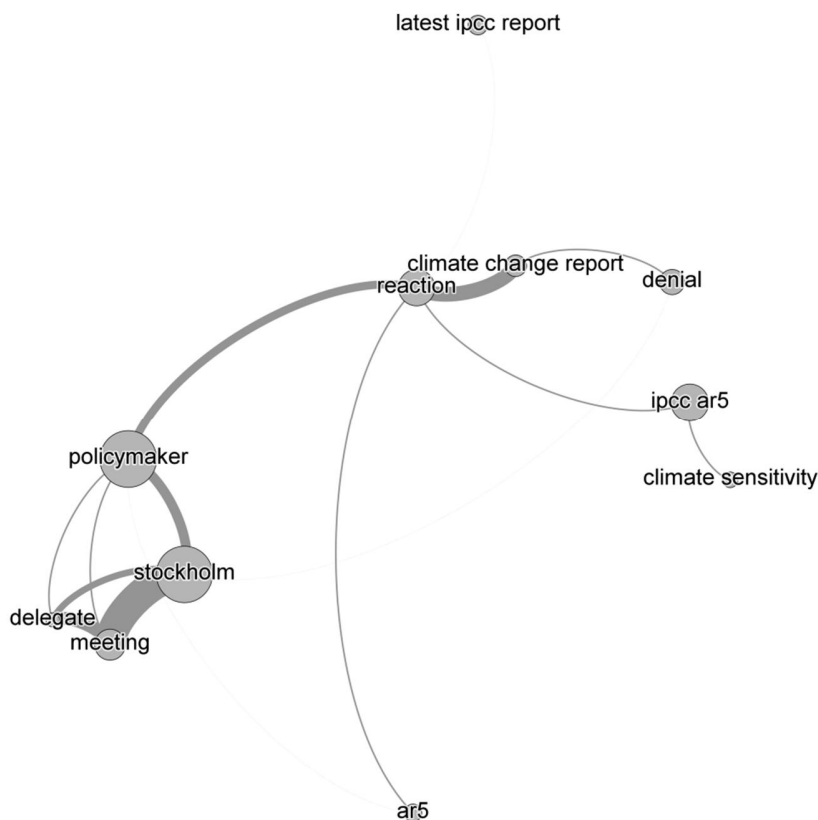 latest ipcc report
climate change report
reaction
denial
ipcc ar5
policymaker
climate sensitivity
stockholm
delegate
meeting
ar5